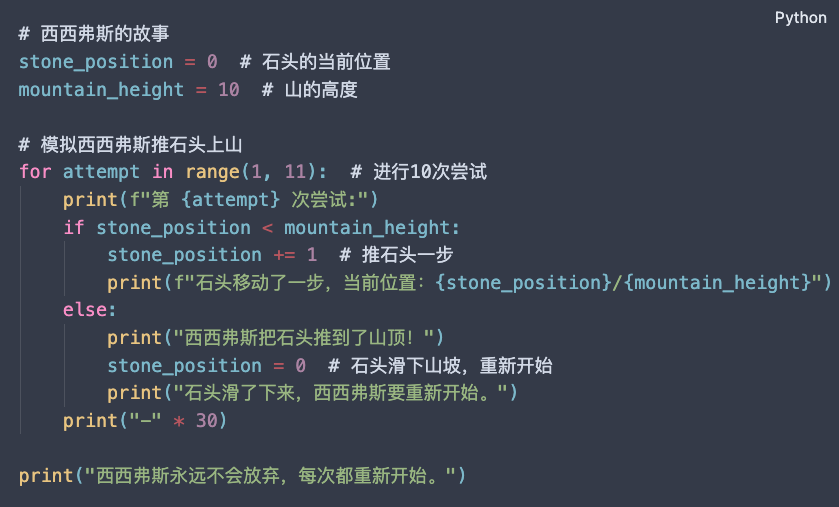 Python
# 西西弗斯的故事
stone_position = 0  # 石头的当前位置
mountain_height = 10  # 山的高度
# 模拟西西弗斯推石头上山
for attempt in range(1, 11):  # 进行10次尝试
    print(f"第 {attempt} 次尝试:")
    if stone_position < mountain_height:
        stone_position += 1  # 推石头一步
        print(f"石头移动了一步，当前位置：{stone_position}/{mountain_height}")
    else:
        print("西西弗斯把石头推到了山顶！")
        stone_position = 0  # 石头滑下山坡，重新开始
        print("石头滑了下来，西西弗斯要重新开始。")
    print("-" * 30)
print("西西弗斯永远不会放弃，每次都重新开始。")